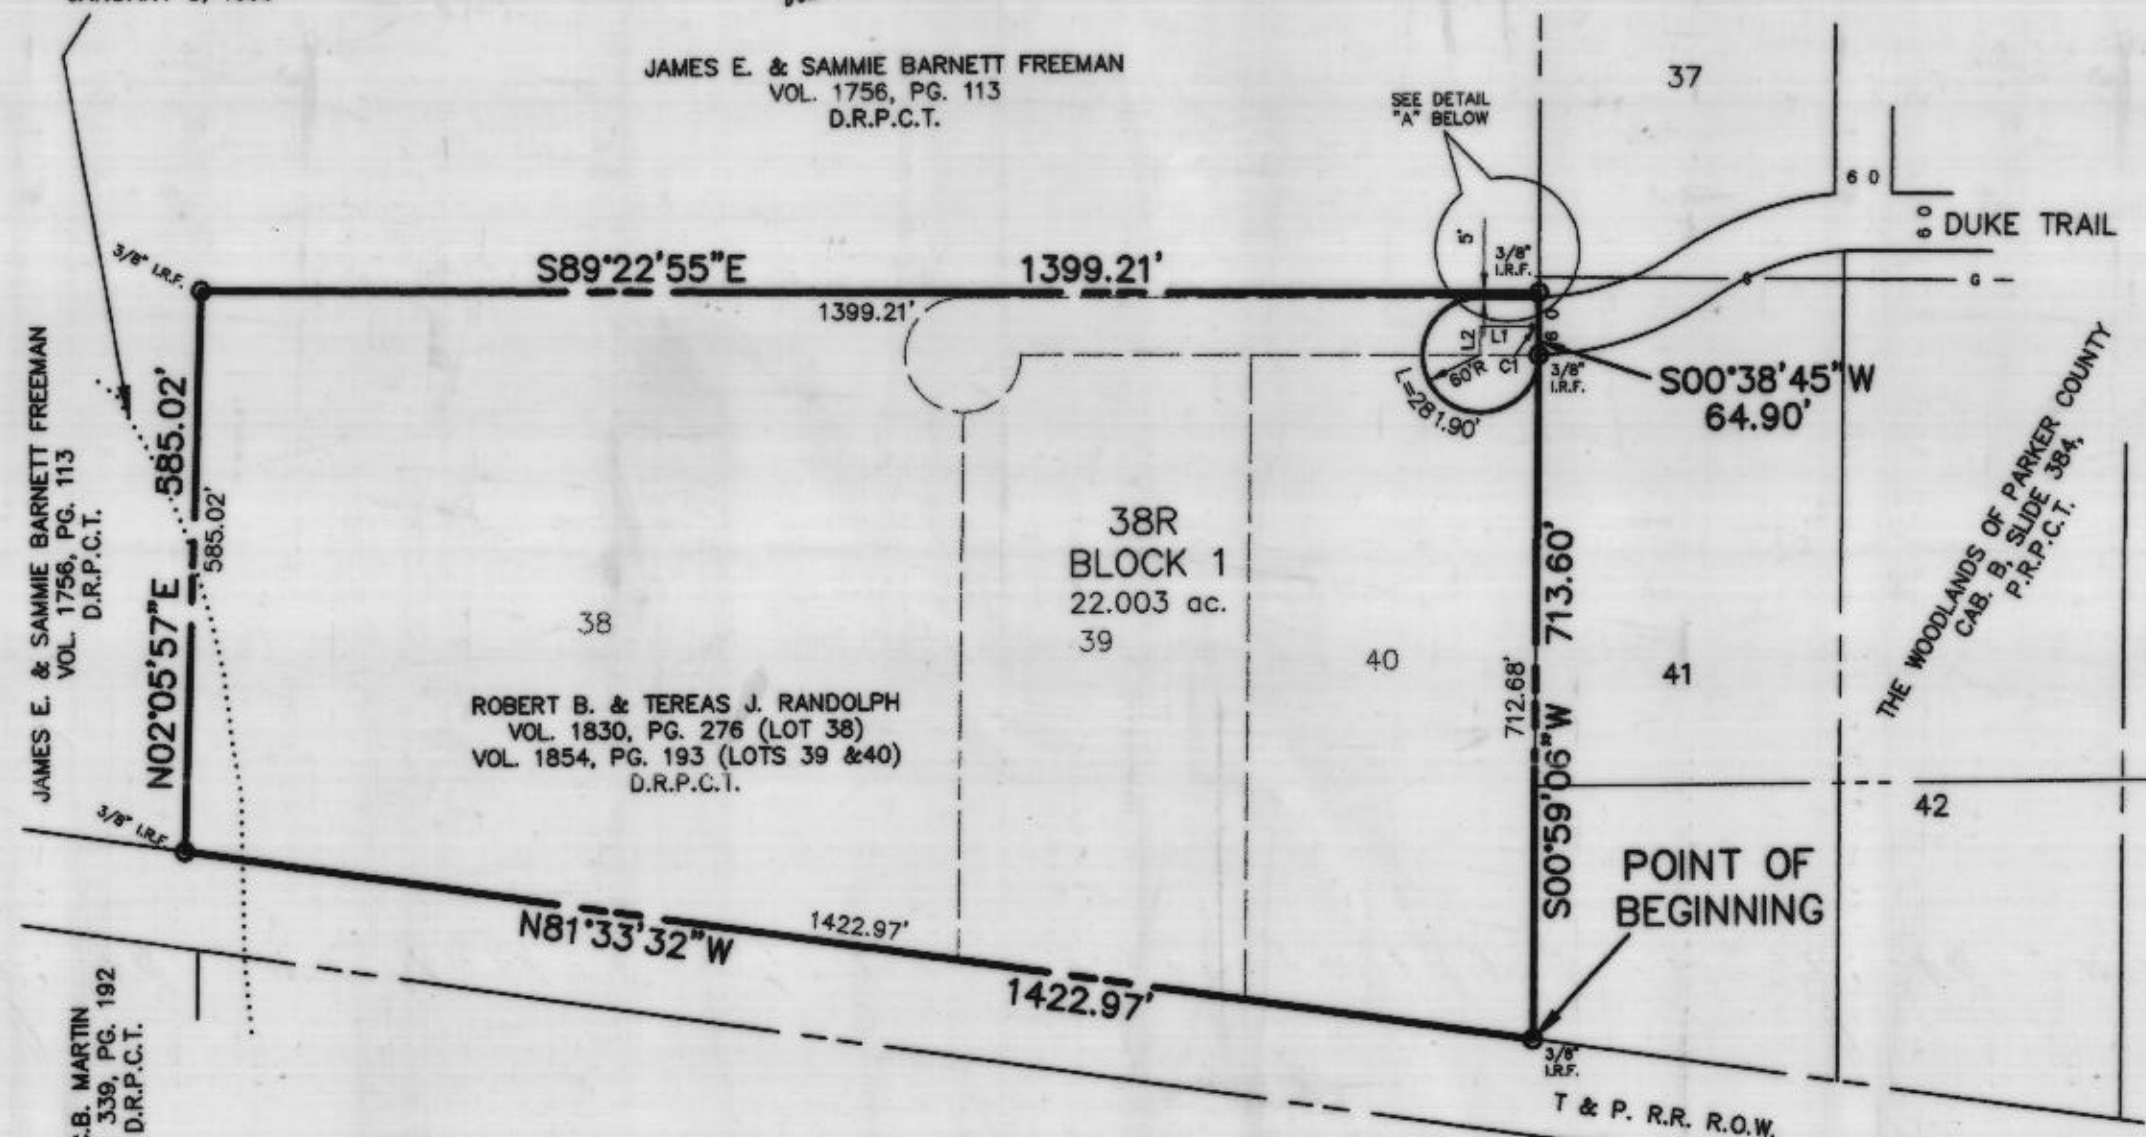 JAMES E. & SAMMIE BARNETT FREEMAN
VOL. 1756, PG. 113
D.R.P.C.T.
SEE DETAIL
"A" BELOW
37
6 0
60
DUKE TRAIL
3/8" I.R.F.
S89°22'55"E
1399.21'
1399.21'
5'
3/8"
I.R.F.
G
G
60
L2
L1
60'R
C1
3/8"
I.R.F.
L=281.90'
S00°38'45"W
64.90'
JAMES E. & SAMMIE BARNETT FREEMAN
VOL. 1756, PG. 113
D.R.P.C.T.
N02°05'57"E 585.02'
585.02'
38
38R
BLOCK 1
22.003 ac.
39
40
712.68'
S00°59'06"W 713.60'
41
THE WOODLANDS OF PARKER COUNTY
CAB. B, SLIDE 384,
P.R.P.C.T.
ROBERT B. & TEREAS J. RANDOLPH
VOL. 1830, PG. 276 (LOT 38)
VOL. 1854, PG. 193 (LOTS 39 &40)
D.R.P.C.T.
42
3/8" I.R.F.
POINT OF
BEGINNING
N81°33'32"W
1422.97'
1422.97'
3/8"
I.R.F.
T & P. R.R. R.O.W.
.B. MARTIN
339, PG. 192
D.R.P.C.T.